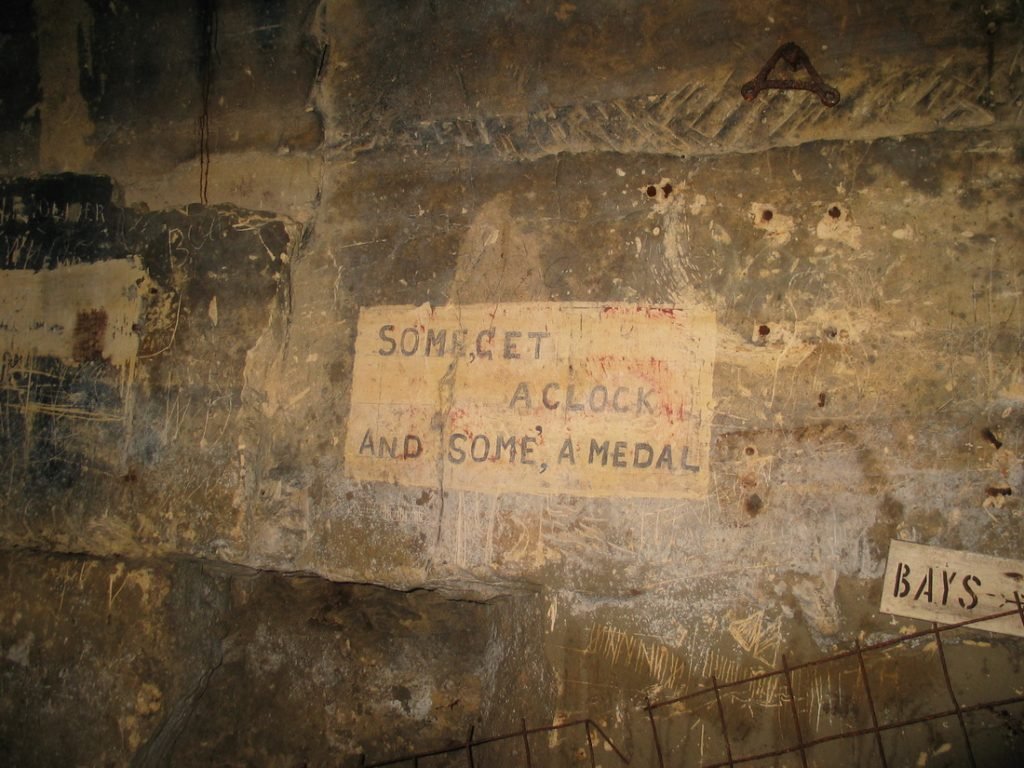 SOME, GET
A CLOCK
AND SOME, A MEDAL
BAYS